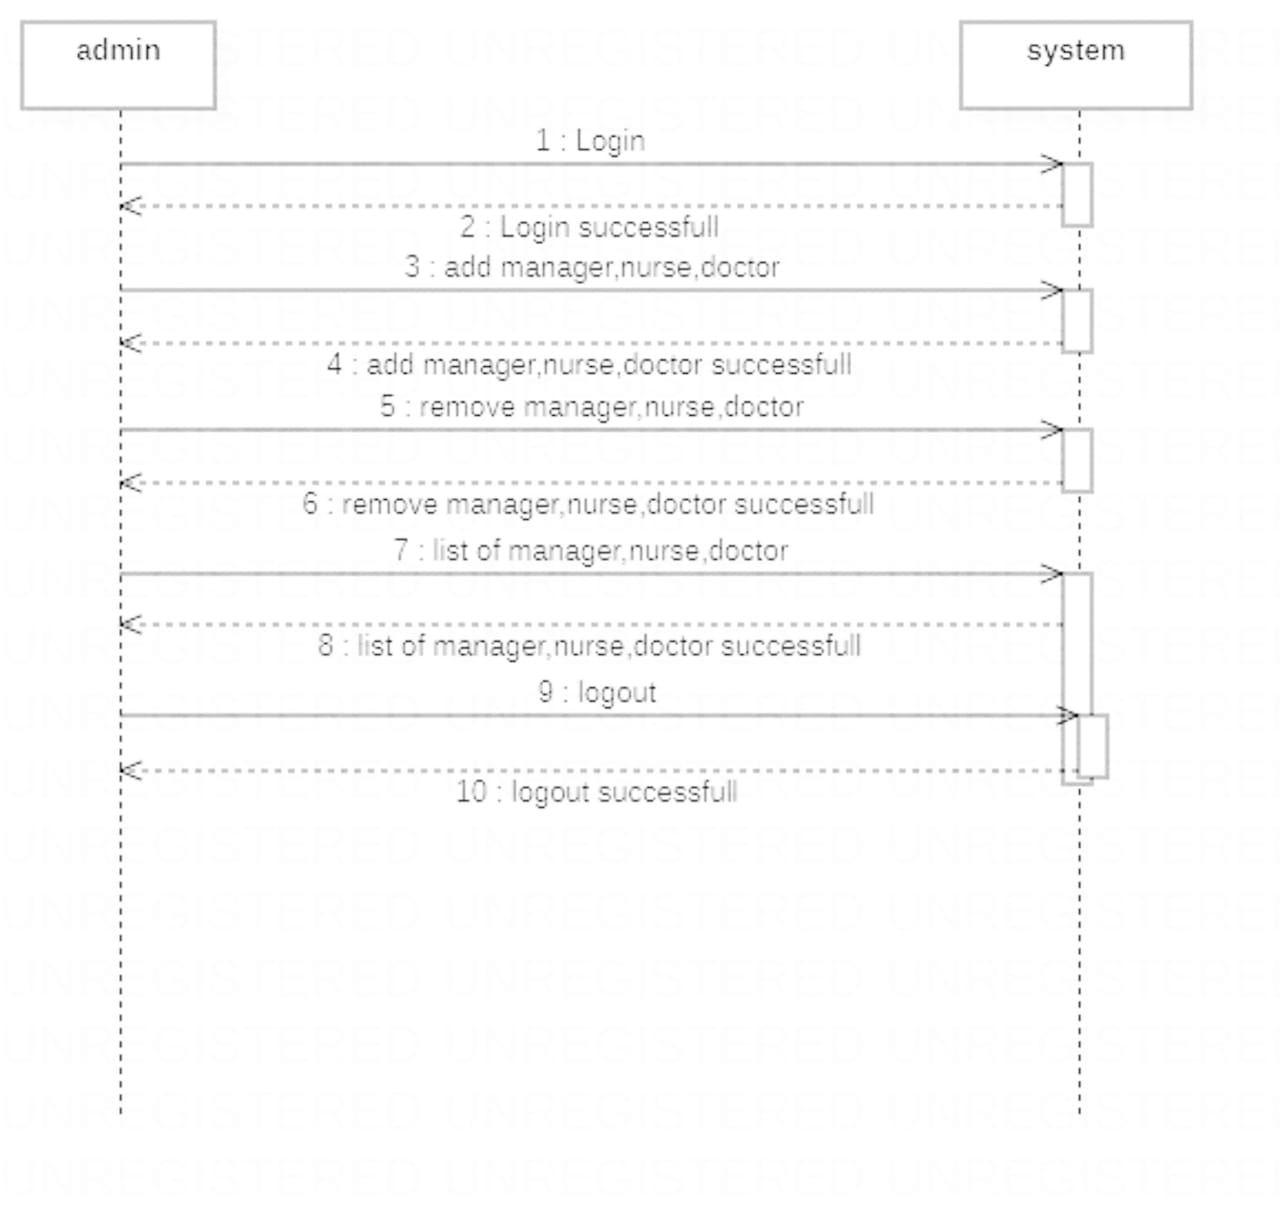 admin
system
1 : Login
2 : Login successfull
3 : add manager,nurse,doctor
4 : add manager,nurse,doctor successfull
5 : remove manager,nurse,doctor
6 : remove manager,nurse,doctor successfull
7 : list of manager,nurse,doctor
8 : list of manager,nurse,doctor successfull
9 : logout
10 : logout successfull
UNREGISTERED